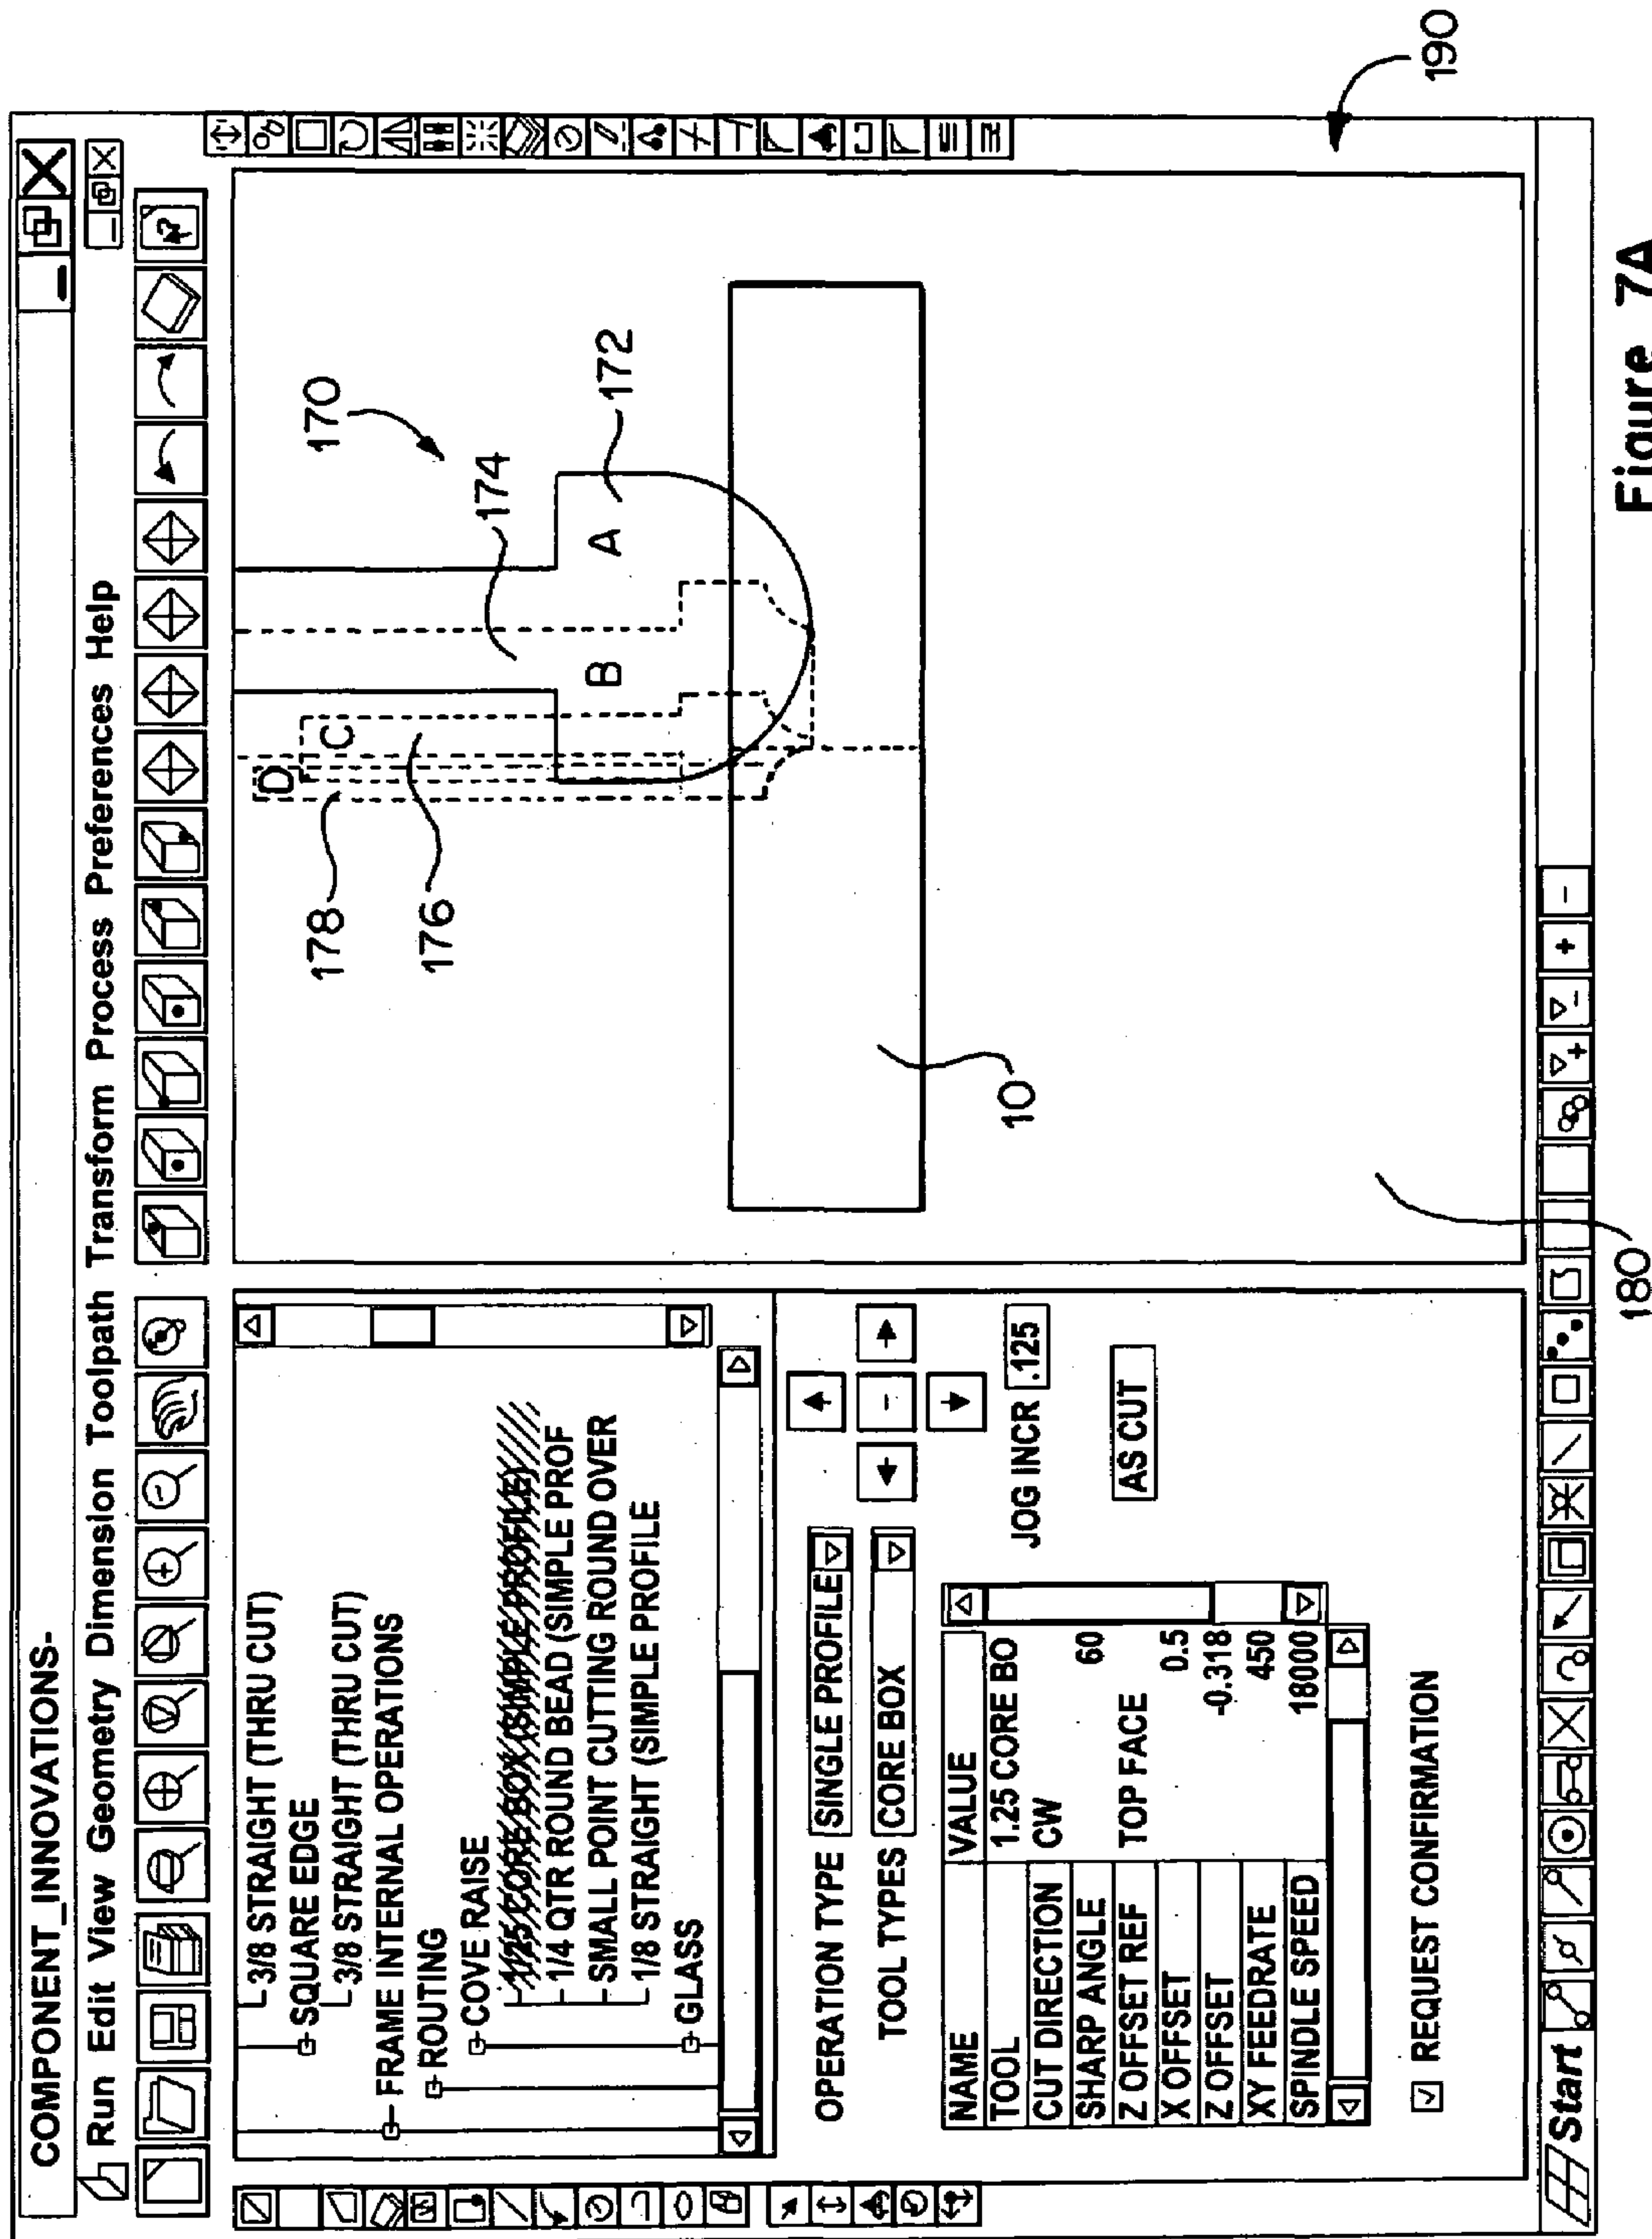 COMPONENT_INNOVATIONS-
Run Edit View Geometry Dimension Toolpath Transform Process Preferences Help
3/8 STRAIGHT (THRU CUT)
SQUARE EDGE
3/8 STRAIGHT (THRU CUT)
FRAME INTERNAL OPERATIONS
ROUTING
COVE RAISE
1/25 CORE BOX (SIMPLE PROFILE)
1/4 QTR ROUND BEAD (SIMPLE PROF
SMALL POINT CUTTING ROUND OVER
1/8 STRAIGHT (SIMPLE PROFILE
GLASS
OPERATION TYPE SINGLE PROFILE
TOOL TYPES CORE BOX
JOG INCR .125
AS CUT
NAME VALUE
TOOL 1.25 CORE BO
CUT DIRECTION CW
SHARP ANGLE 60
Z OFFSET REF TOP FACE
X OFFSET 0.5
Z OFFSET -0.318
XY FEEDRATE 450
SPINDLE SPEED 18000
REQUEST CONFIRMATION
170
174
172
178
176
A
B
C
D
10
180
190
Start
Figure 7A